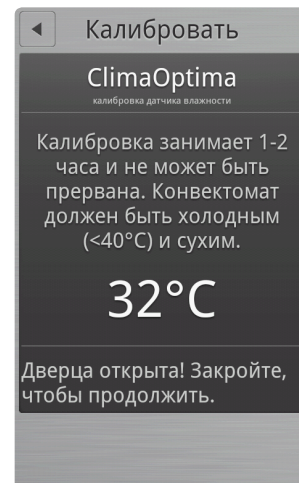 Калибровать
ClimaOptima
калибровка датчика влажности
Калибровка занимает 1-2
часа и не может быть
прервана. Конвектомат
должен быть холодным
(<40°C) и сухим.
32°C
Дверца открыта! Закройте,
чтобы продолжить.